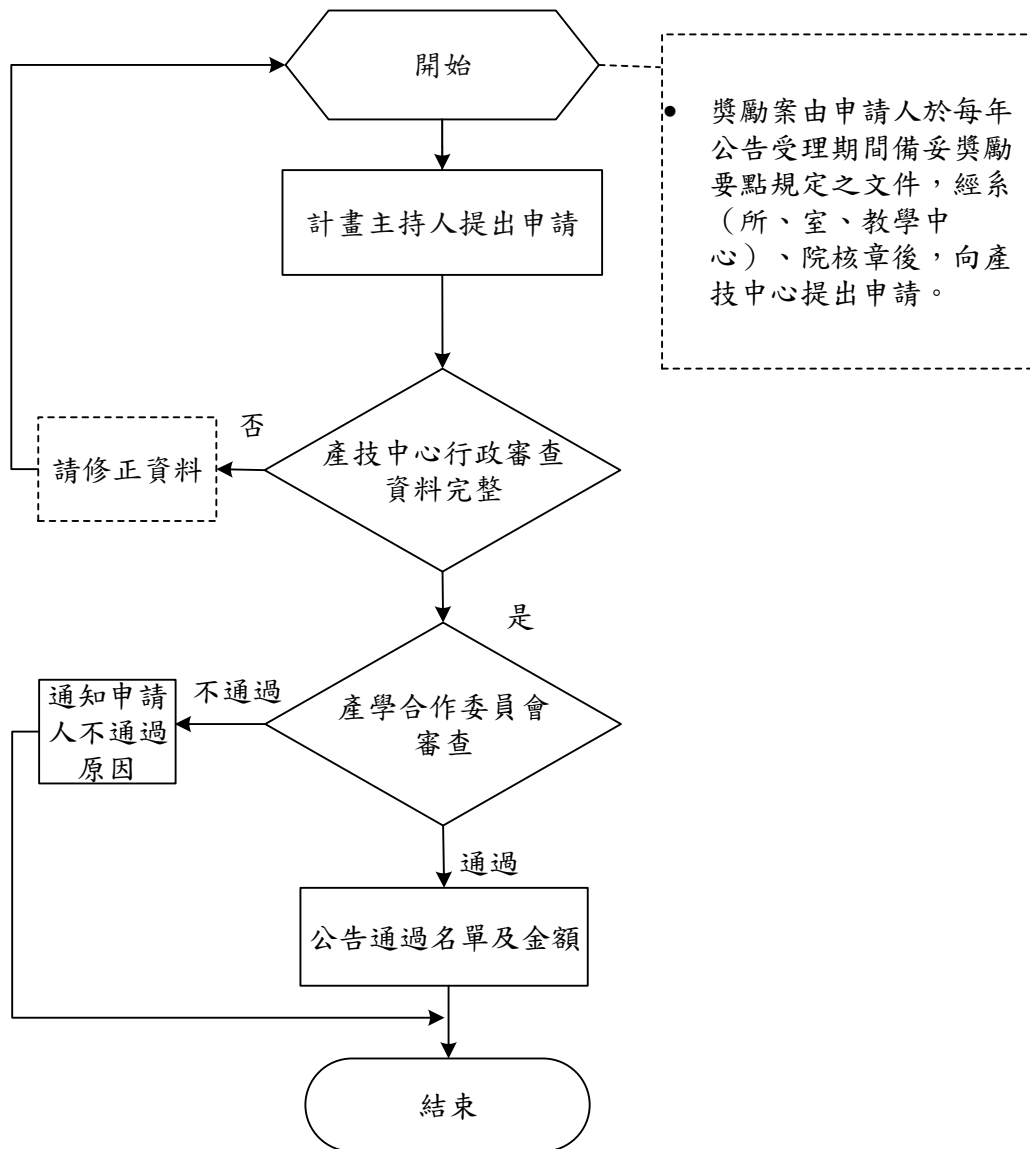 開始
• 獎勵案由申請人於每年
公告受理期間備妥獎勵
要點規定之文件，經系
（所、室、教學中
心）、院核章後，向產
技中心提出申請。
計畫主持人提出申請
產技中心行政審查
資料完整
否
請修正資料
是
產學合作委員會
審查
不通過
通知申請
人不通過
原因
通過
公告通過名單及金額
結束